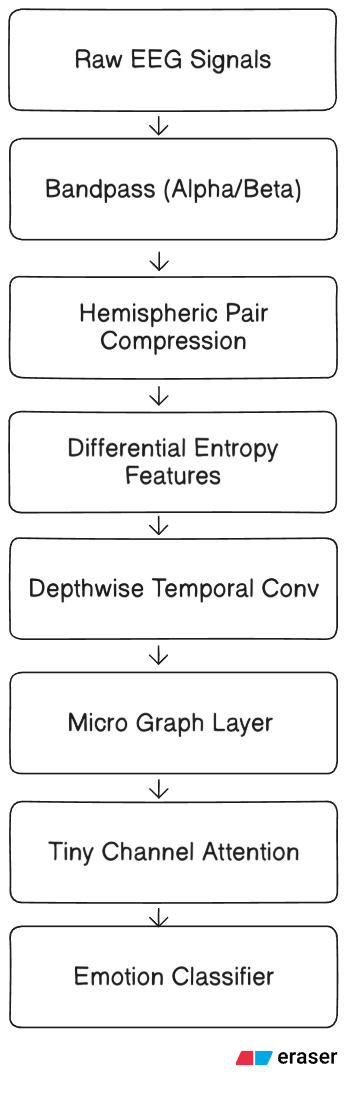 Raw EEG Signals
Bandpass (Alpha/Beta)
Hemispheric Pair
Compression
Differential Entropy
Features
Depthwise Temporal Conv
Micro Graph Layer
Tiny Channel Attention
Emotion Classifier
eraser